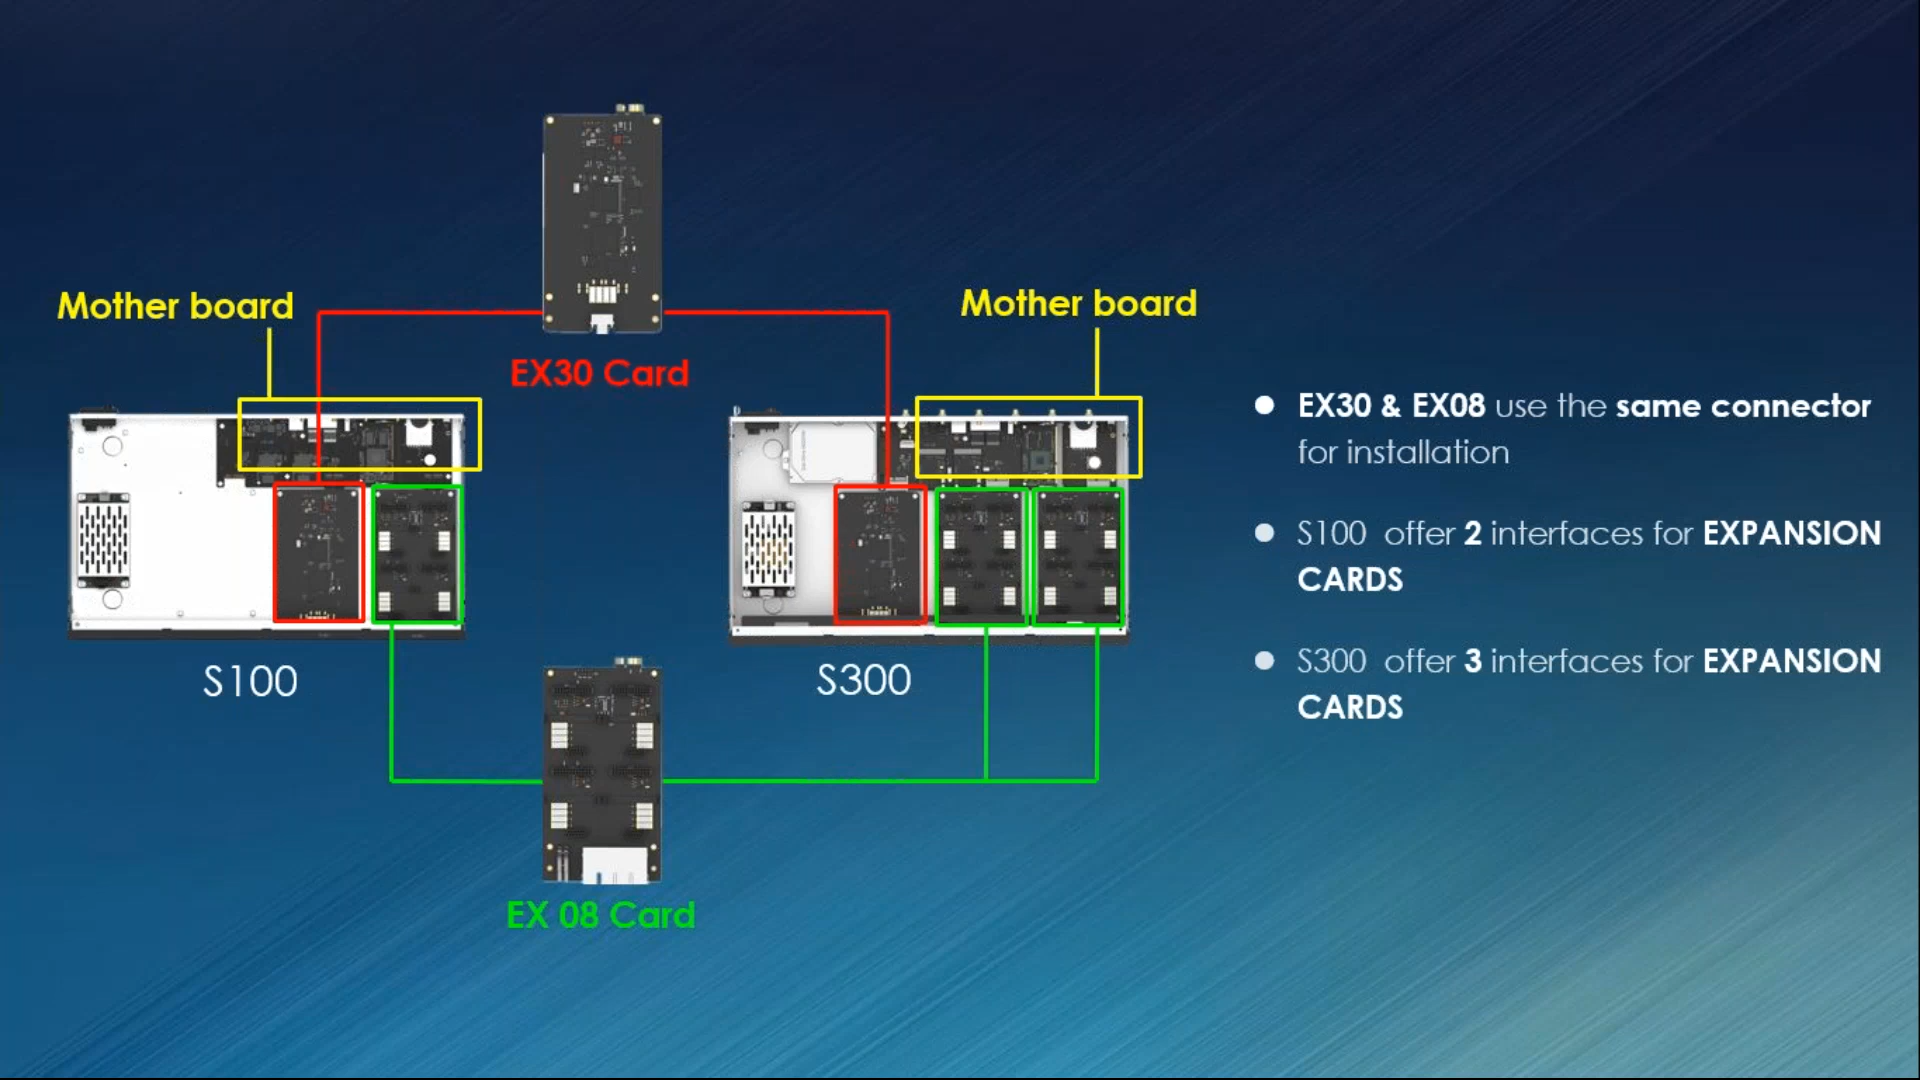 Mother board
EX30 Card
Mother board
S100
S300
EX 08 Card
EX30 & EX08 use the same connector
for installation
S100 offer 2 interfaces for EXPANSION
CARDS
S300 offer 3 interfaces for EXPANSION
CARDS